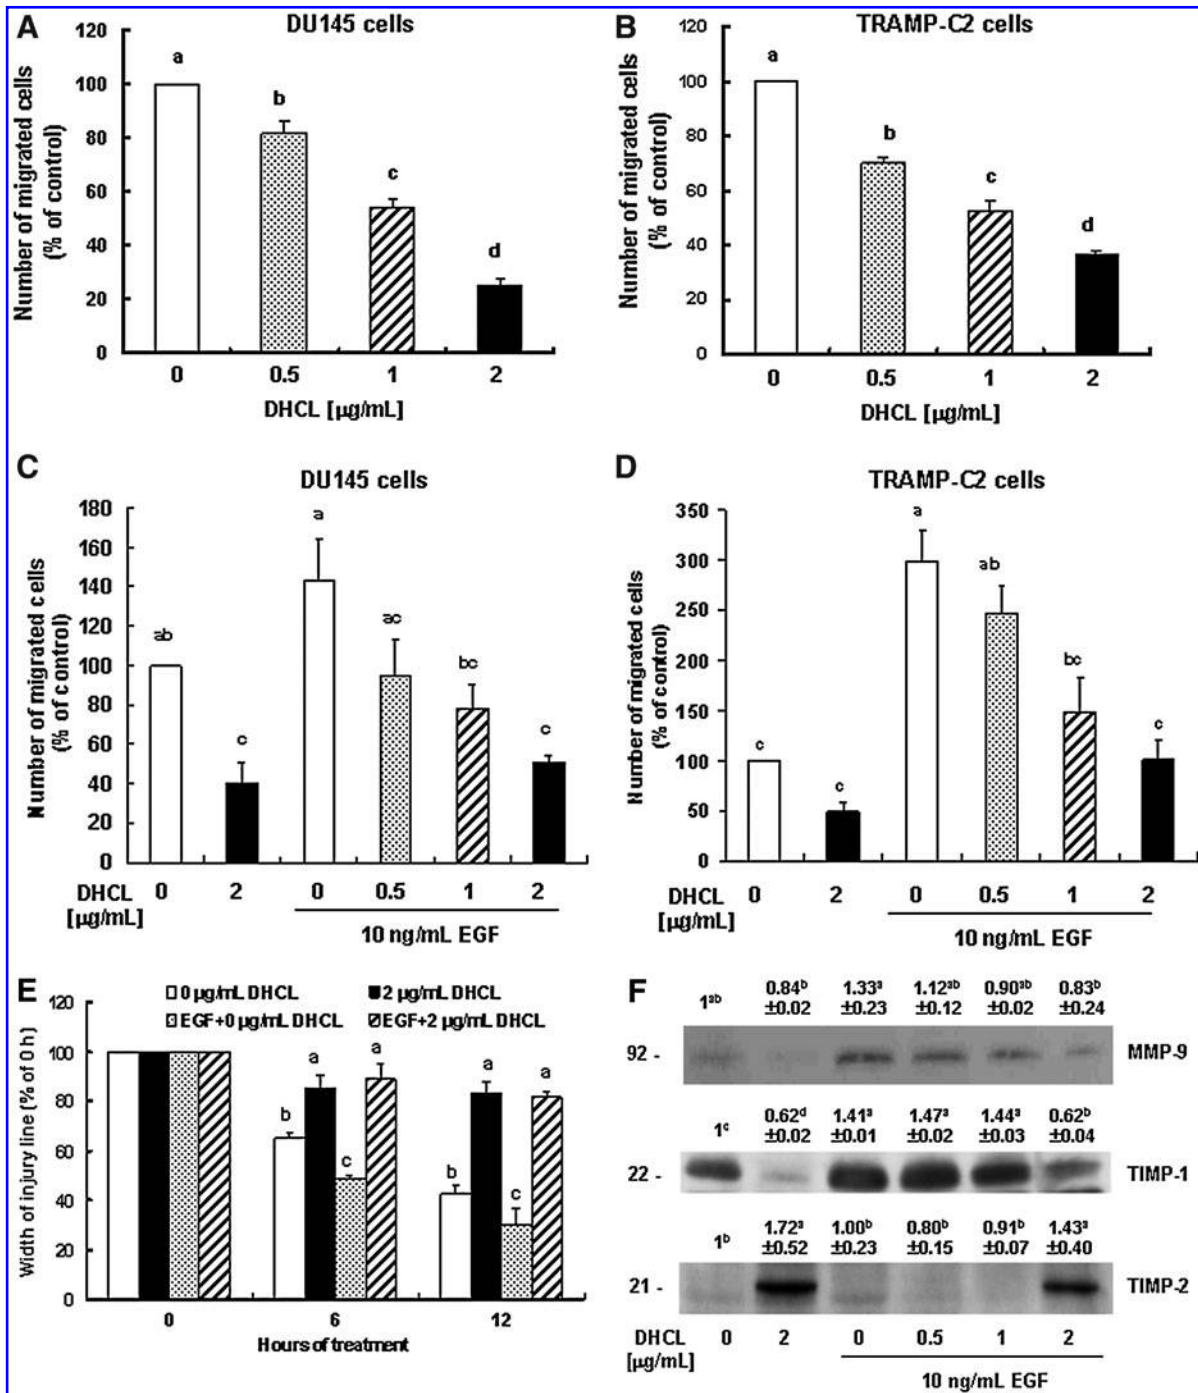 A
DU145 cells
Number of migrated cells
(% of control)
120
100
80
60
40
20
0
a
b
c
d
0 0.5 1 2
DHCL [µg/mL]
B
TRAMP-C2 cells
Number of migrated cells
(% of control)
120
100
80
60
40
20
0
a
b
c
d
0 0.5 1 2
DHCL [µg/mL]
C
DU145 cells
Number of migrated cells
(% of control)
180
160
140
120
100
80
60
40
20
0
ab
c
a
ac
bc
c
DHCL
[µg/mL]
0 2 0 0.5 1 2
10 ng/mL EGF
D
TRAMP-C2 cells
Number of migrated cells
(% of control)
350
300
250
200
150
100
50
0
c
c
a
ab
bc
c
DHCL
[µg/mL]
0 2 0 0.5 1 2
10 ng/mL EGF
E
0 µg/mL DHCL
2 µg/mL DHCL
EGF+0 µg/mL DHCL
EGF+2 µg/mL DHCL
Width of injury line (% of 0 h)
120
100
80
60
40
20
0
b a c a
b a c a
0 6 12
Hours of treatment
F
1ᵃᵇ 0.84ᵇ 1.33ᵃ 1.12ᵃᵇ 0.90ᵃᵇ 0.83ᵇ
±0.02 ±0.23 ±0.12 ±0.02 ±0.24
92 - MMP-9
1ᶜ 0.62ᵈ 1.41ᵃ 1.47ᵃ 1.44ᵃ 0.62ᵇ
±0.02 ±0.01 ±0.02 ±0.03 ±0.04
22 - TIMP-1
1ᵇ 1.72ᵃ 1.00ᵇ 0.80ᵇ 0.91ᵇ 1.43ᵃ
±0.52 ±0.23 ±0.15 ±0.07 ±0.40
21 - TIMP-2
DHCL
[µg/mL]
0 2 0 0.5 1 2
10 ng/mL EGF